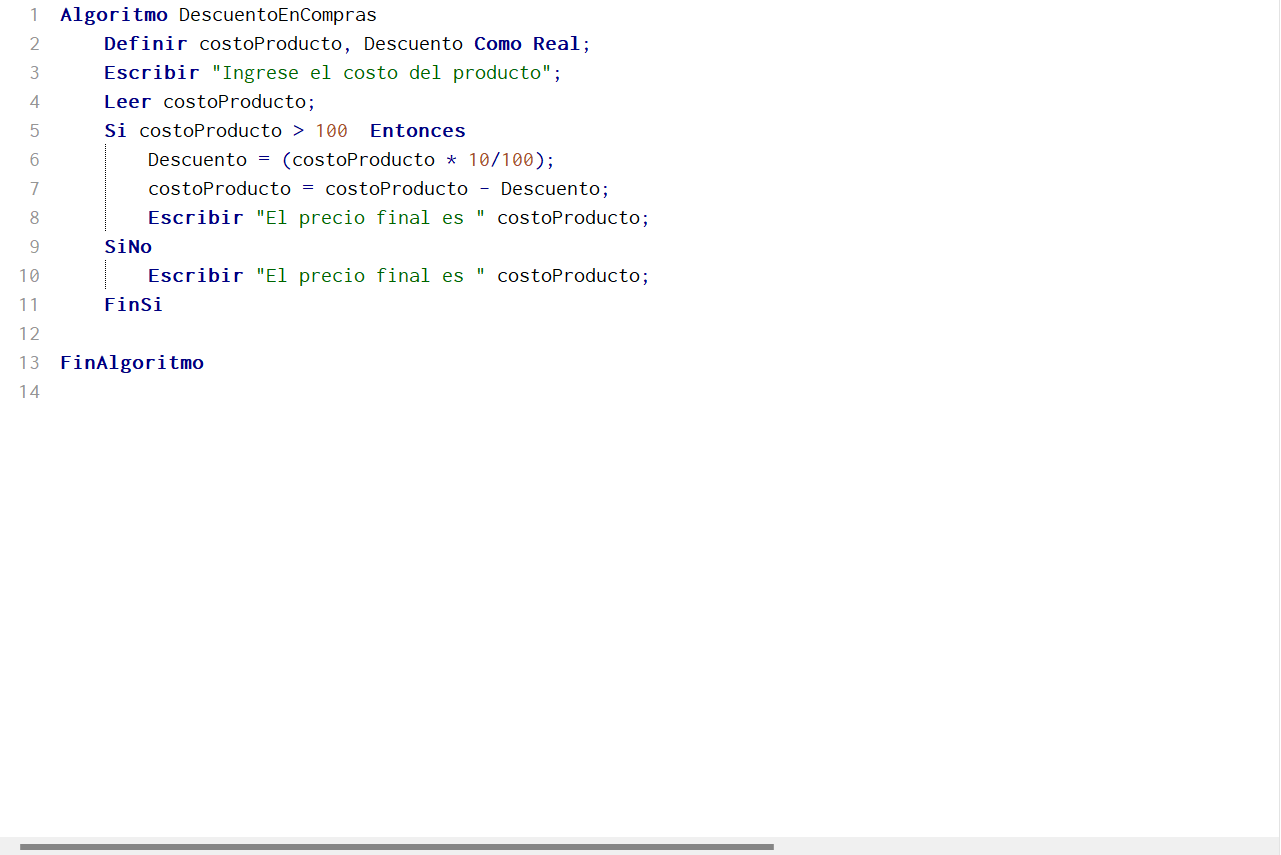 1 Algoritmo DescuentoEnCompras
2 Definir costoProducto, Descuento Como Real;
3 Escribir "Ingrese el costo del producto";
4 Leer costoProducto;
5 Si costoProducto > 100  Entonces
6 Descuento = (costoProducto * 10/100);
7 costoProducto = costoProducto - Descuento;
8 Escribir "El precio final es " costoProducto;
9 SiNo
10 Escribir "El precio final es " costoProducto;
11 FinSi
12
13 FinAlgoritmo
14